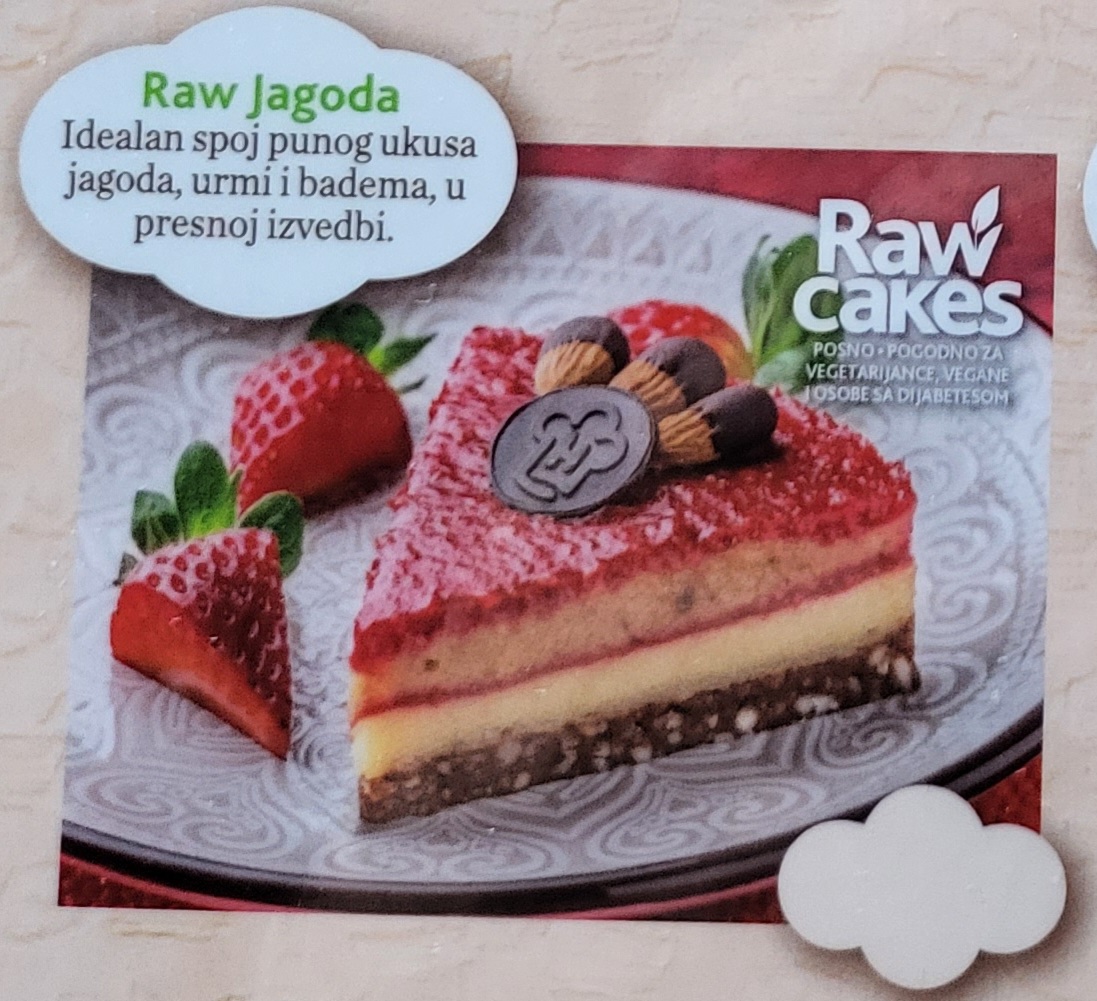 Raw Jagoda
Idealan spoj punog ukusa
jagoda, urmi i badema, u
presnoj izvedbi.
Raw
cakes
POSNO • POGODNO ZA
VEGETARIJANCE, VEGANE
I OSOBE SA DIJABETESOM